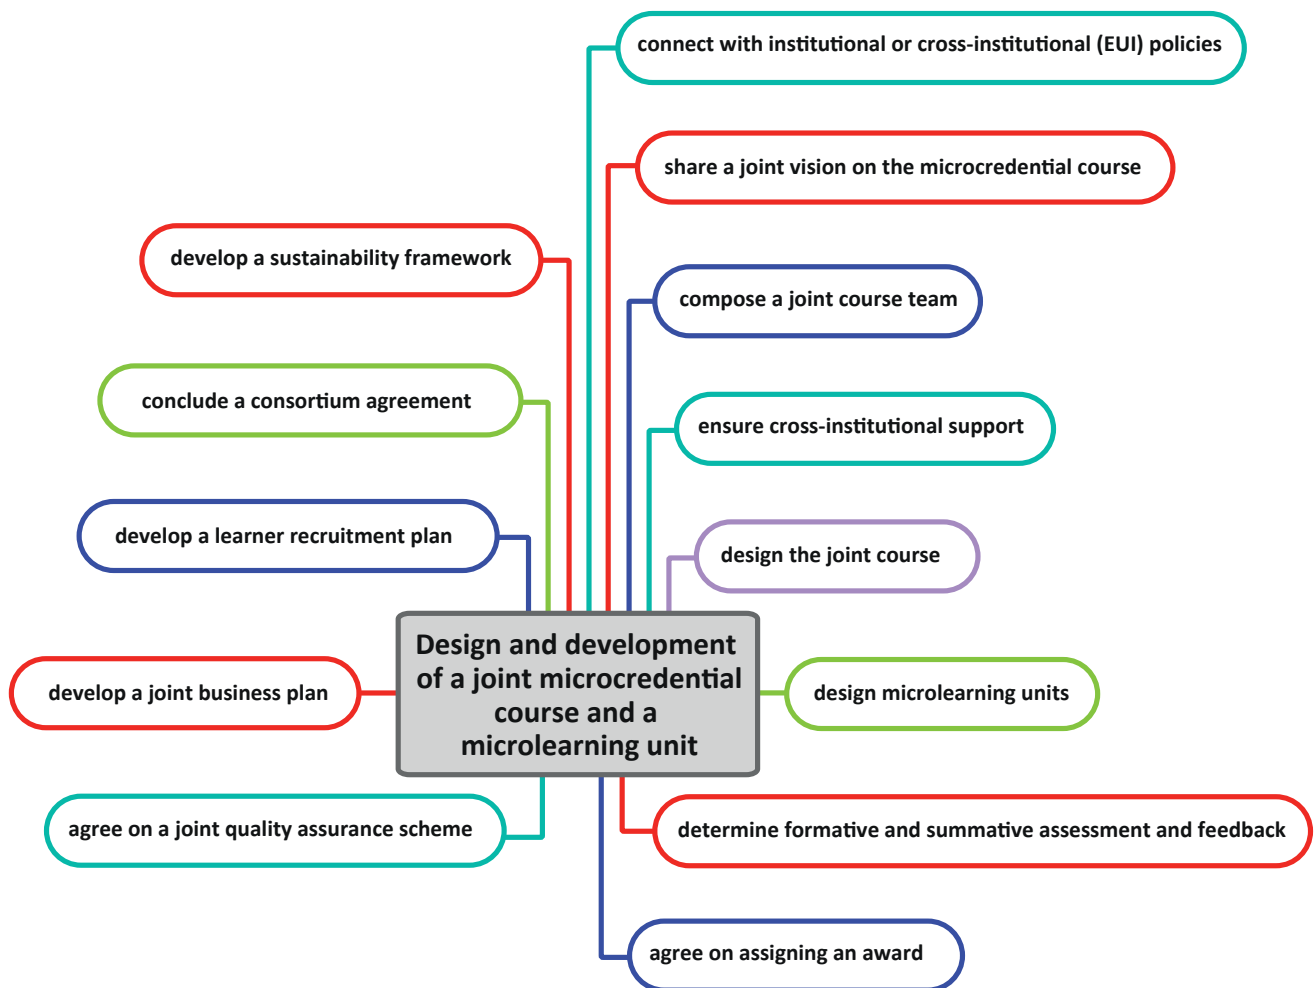 connect with institutional or cross-institutional (EUI) policies
share a joint vision on the microcredential course
develop a sustainability framework
compose a joint course team
conclude a consortium agreement
ensure cross-institutional support
develop a learner recruitment plan
design the joint course
Design and development
of a joint microcredential
course and a
microlearning unit
develop a joint business plan
design microlearning units
agree on a joint quality assurance scheme
determine formative and summative assessment and feedback
agree on assigning an award